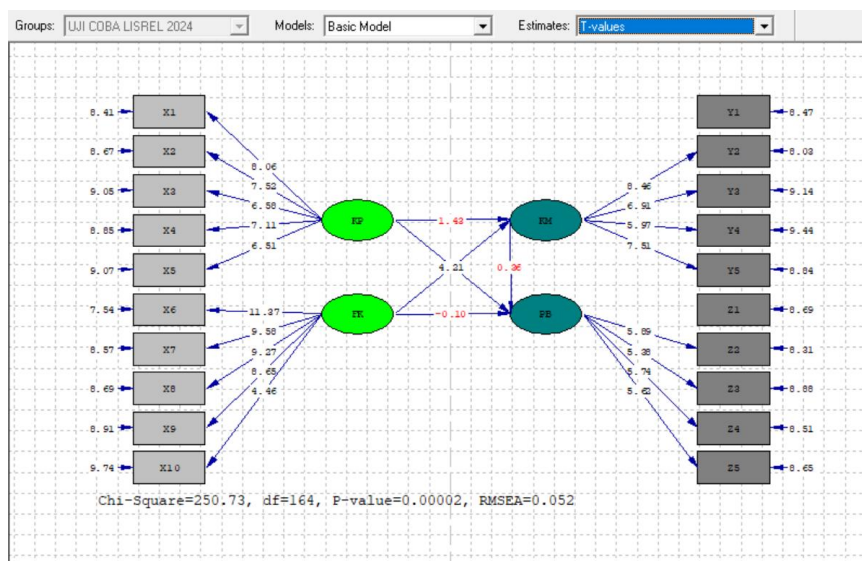 Groups: UJI COBA LISREL 2024 Models: Basic Model Estimates: T-values
8.41 X1 Y1 8.47
8.67 X2 Y2 8.03
9.05 X3 Y3 9.14
8.85 X4 Y4 9.44
9.07 X5 Y5 8.84
7.54 X6 Z1 8.69
8.57 X7 Z2 8.31
8.69 X8 Z3 8.88
8.91 X9 Z4 8.51
9.74 X10 Z5 8.65
8.06
7.52
6.58
7.11
6.51
11.37
9.58
9.27
8.65
4.46
KP
1.42
KM
4.21
0.36
-0.10
PB
8.46
6.91
5.97
7.51
5.89
5.38
5.74
5.62
Chi-Square=250.73, df=164, P-value=0.00002, RMSEA=0.052